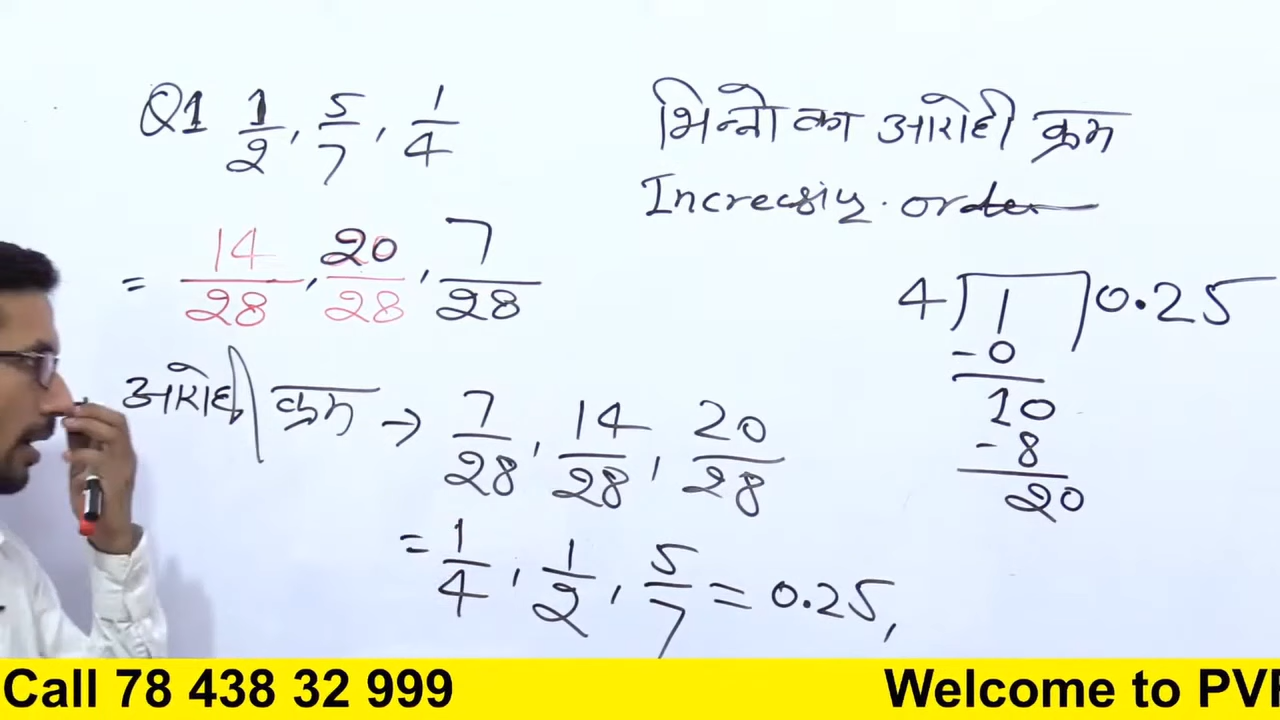 Q1 1/2, 5/7, 1/4
भिन्नो का आरोही क्रम
Increasing order
= 14/28, 20/28, 7/28
4) 1 ) 0.25
-0
10
-8
20
आरोही क्रम → 7/28, 14/28, 20/28
= 1/4, 1/2, 5/7 = 0.25,
Call 78 438 32 999
Welcome to